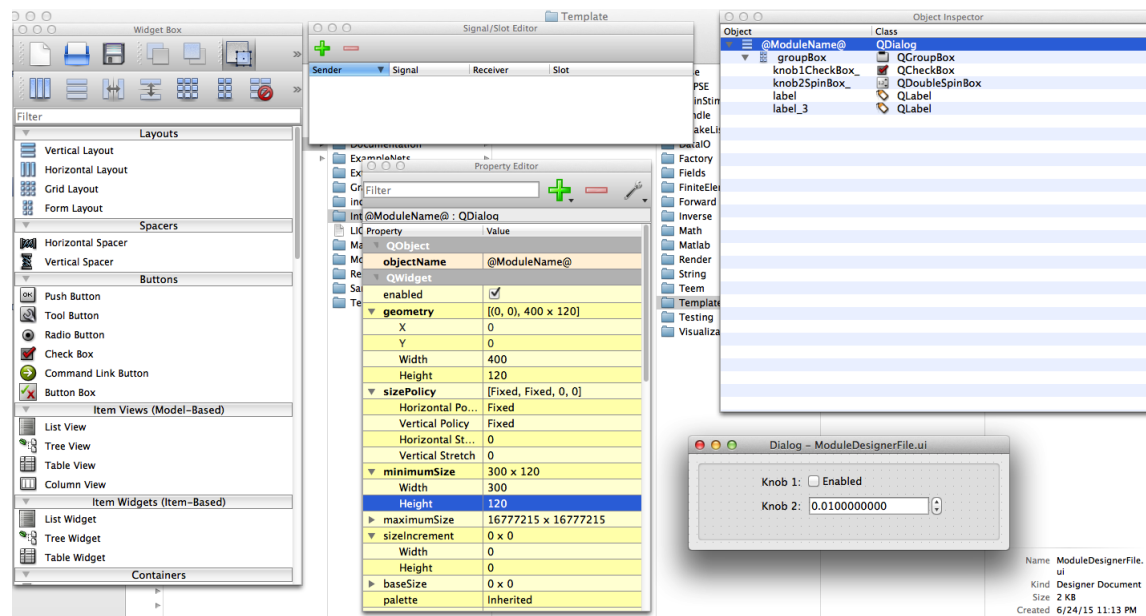 Template
Widget Box
Filter
Layouts
Vertical Layout
Horizontal Layout
Grid Layout
Form Layout
Spacers
Horizontal Spacer
Vertical Spacer
Buttons
OK
Push Button
Tool Button
Radio Button
Check Box
Command Link Button
Button Box
Item Views (Model-Based)
List View
Tree View
Table View
Column View
Item Widgets (Item-Based)
List Widget
Tree Widget
Table Widget
Containers
Signal/Slot Editor
Sender Signal Receiver Slot
Documentation
ExampleNets
Property Editor
Filter
@ModuleName@ : QDialog
Property Value
QObject
objectName @ModuleName@
QWidget
enabled
geometry [(0, 0), 400 x 120]
X 0
Y 0
Width 400
Height 120
sizePolicy [Fixed, Fixed, 0, 0]
Horizontal Po... Fixed
Vertical Policy Fixed
Horizontal St... 0
Vertical Stretch 0
minimumSize 300 x 120
Width 300
Height 120
maximumSize 16777215 x 16777215
sizeIncrement 0 x 0
Width 0
Height 0
baseSize 0 x 0
palette Inherited
DataIO
Factory
Fields
FiniteEle
Forward
Inverse
Math
Matlab
Render
String
Teem
Template
Testing
Visualiza
Object Inspector
Object Class
@ModuleName@ QDialog
groupBox QGroupBox
knob1CheckBox_ QCheckBox
knob2SpinBox_ QDoubleSpinBox
label QLabel
label_3 QLabel
Dialog - ModuleDesignerFile.ui
Knob 1: Enabled
Knob 2: 0.0100000000
Name ModuleDesignerFile.
ui
Kind Designer Document
Size 2 KB
Created 6/24/15 11:13 PM